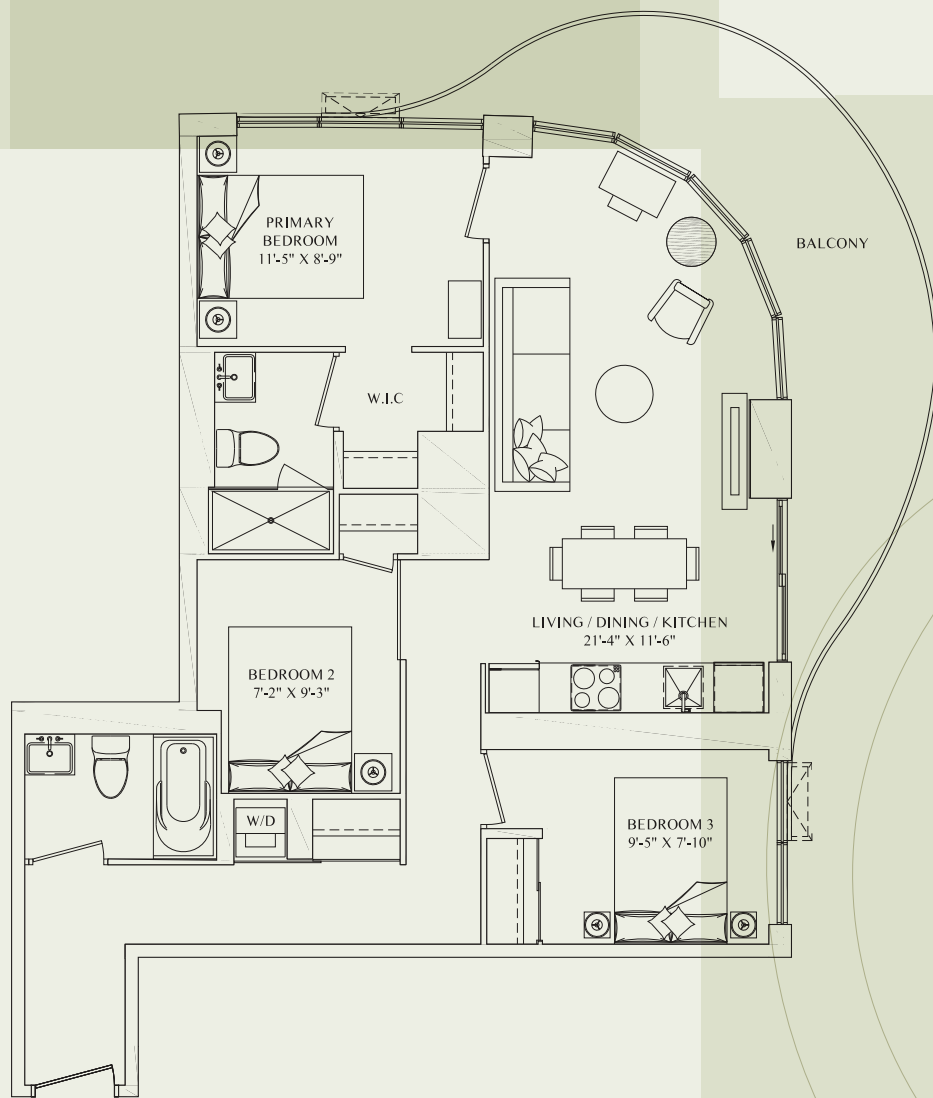 PRIMARY
BEDROOM
11'-5" X 8'-9"
BALCONY
W.I.C
LIVING / DINING / KITCHEN
21'-4" X 11'-6"
BEDROOM 2
7'-2" X 9'-3"
W/D
BEDROOM 3
9'-5" X 7'-10"